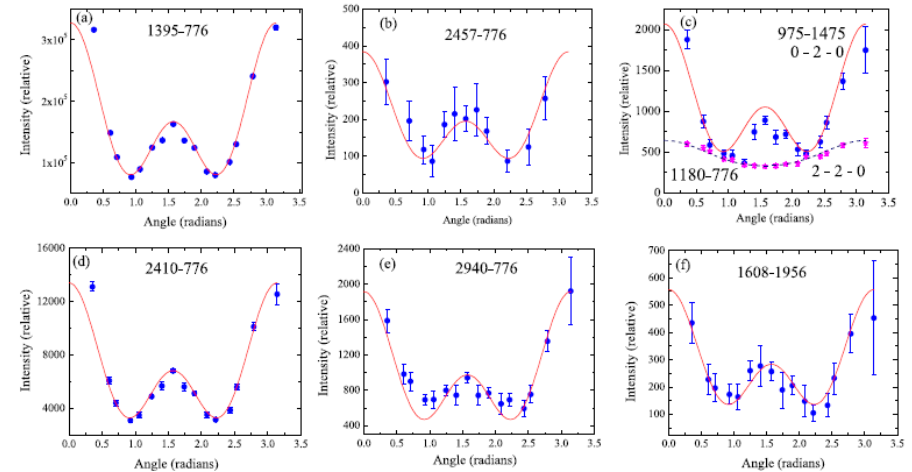 (a)
1395-776
Intensity (relative)
3x10⁵
2x10⁵
1x10⁵
0.0 0.5 1.0 1.5 2.0 2.5 3.0 3.5
Angle (radians)
(b)
2457-776
Intensity (relative)
500
400
300
200
100
0
0.0 0.5 1.0 1.5 2.0 2.5 3.0 3.5
Angle (radians)
(c)
975-1475
0 - 2 - 0
Intensity (relative)
2000
1500
1000
500
0
1180-776
2 - 2 - 0
0.0 0.5 1.0 1.5 2.0 2.5 3.0 3.5
Angle (radians)
(d)
2410-776
Intensity (relative)
16000
12000
8000
4000
0.0 0.5 1.0 1.5 2.0 2.5 3.0 3.5
Angle (radians)
(e)
2940-776
Intensity (relative)
2400
2000
1600
1200
800
400
0.0 0.5 1.0 1.5 2.0 2.5 3.0 3.5
Angle (radians)
(f)
1608-1956
Intensity (relative)
700
600
500
400
300
200
100
0.0 0.5 1.0 1.5 2.0 2.5 3.0 3.5
Angle (radians)